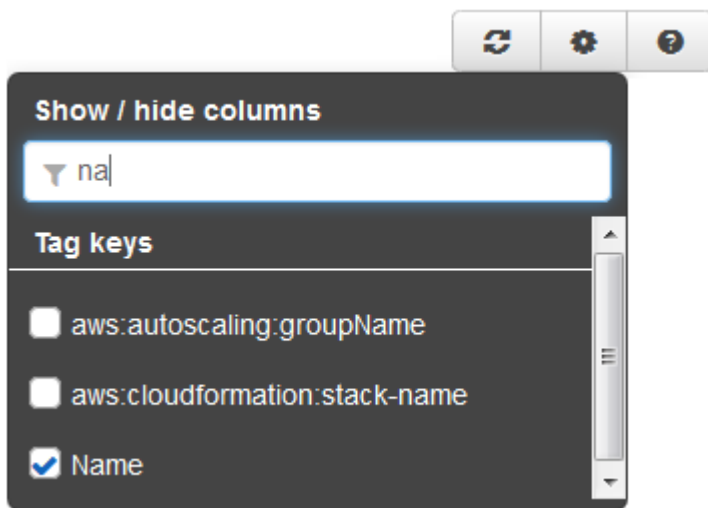 Show / hide columns
na
Tag keys
aws:autoscaling:groupName
aws:cloudformation:stack-name
Name